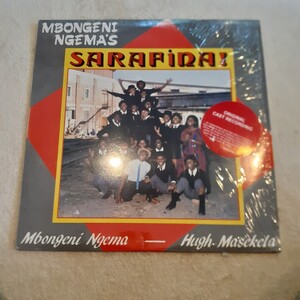 MBONGENI
NGEMA'S
SARAFINA!
ORIGINAL
CAST RECORDING
Mbongeni Ngema — Hugh Masekela